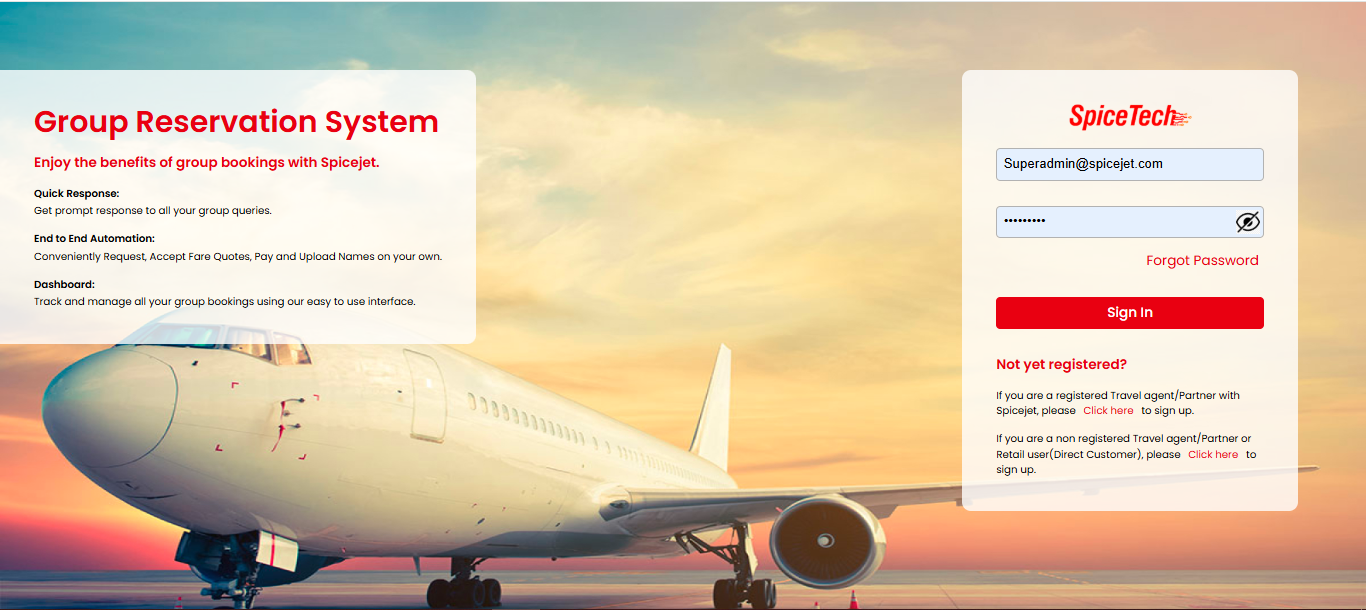 Group Reservation System
Enjoy the benefits of group bookings with Spicejet.
Quick Response:
Get prompt response to all your group queries.
End to End Automation:
Conveniently Request, Accept Fare Quotes, Pay and Upload Names on your own.
Dashboard:
Track and manage all your group bookings using our easy to use interface.
SpiceTech
Superadmin@spicejet.com
•••••••••
Forgot Password
Sign In
Not yet registered?
If you are a registered Travel agent/Partner with
Spicejet, please Click here to sign up.
If you are a non registered Travel agent/Partner or
Retail user(Direct Customer), please Click here to
sign up.